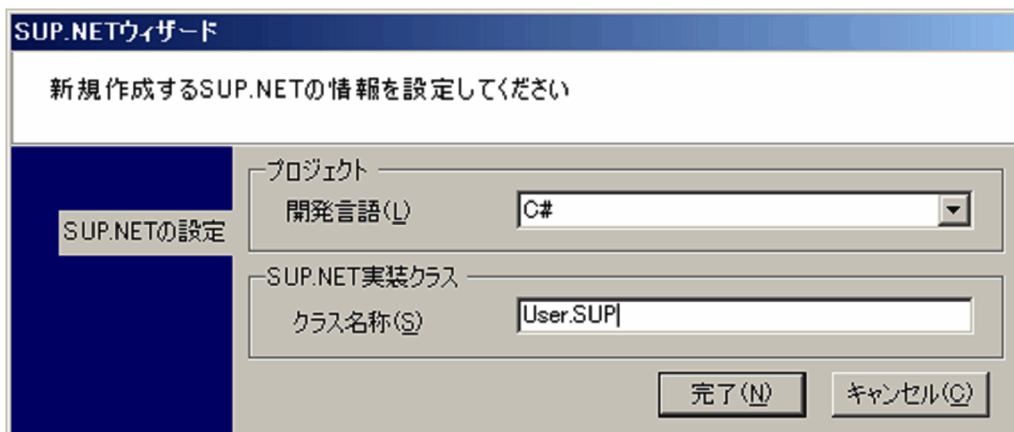 SUP.NETウィザード
新規作成するSUP.NETの情報を設定してください
SUP.NETの設定
プロジェクト
開発言語(L)
C#
SUP.NET実装クラス
クラス名称(S)
User.SUP
完了(N)
キャンセル(C)